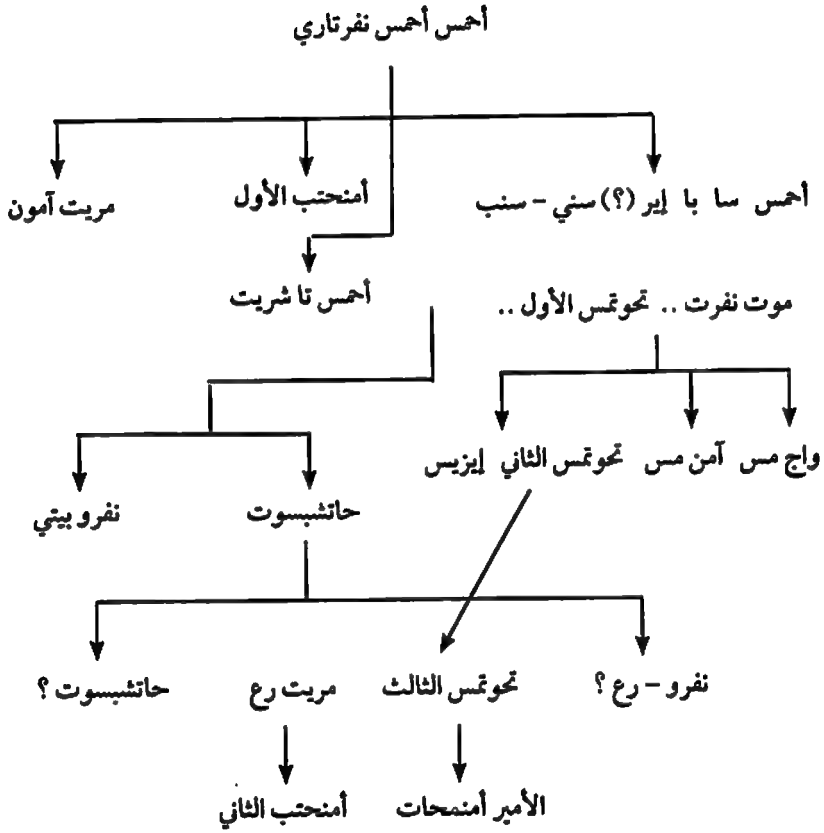 أحمس أحمس نفرتاري
أحمس سا با إير (؟) سني – سنب أمنحتب الأول مريت آمون
موت نفرت .. تحوتمس الأول .. أحمس تا شريت
واج مس آمن مس تحوتمس الثاني إيزيس
حاتشبسوت نفرو بيتي
نفرو – رع ؟ تحوتمس الثالث مريت رع حاتشبسوت ؟
الأمير أمنمحات أمنحتب الثاني